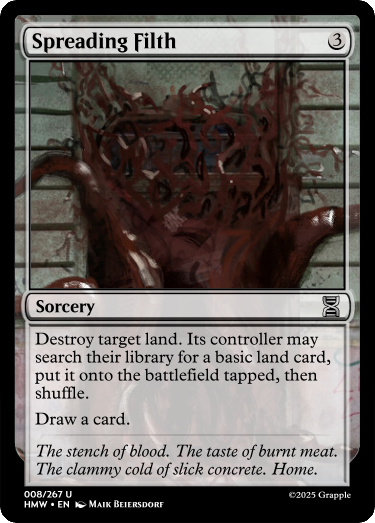 Spreading Filth 3
Sorcery
Destroy target land. Its controller may
search their library for a basic land card,
put it onto the battlefield tapped, then
shuffle.
Draw a card.
The stench of blood. The taste of burnt meat.
The clammy cold of slick concrete. Home.
008/267 U
HMW • EN Maik Beiersdorf
©2025 Grapple